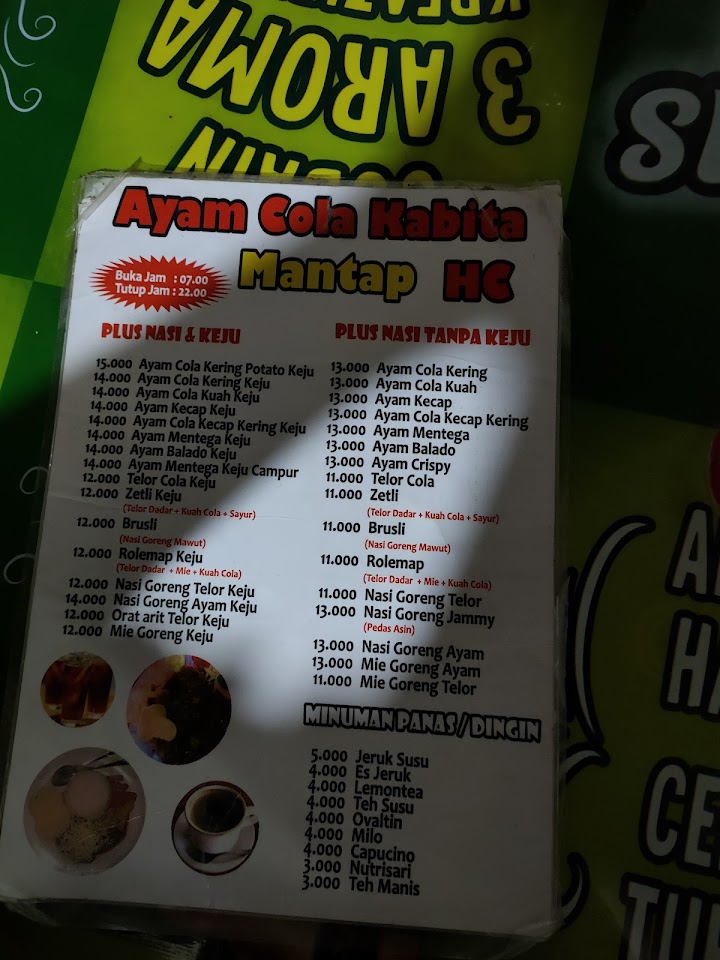 KREAZI
3 AROMA
Ayam Cola Kabita
Mantap HC
Buka Jam : 07.00
Tutup Jam : 22.00
PLUS NASI & KEJU
15.000 Ayam Cola Kering Potato Keju
14.000 Ayam Cola Kering Keju
14.000 Ayam Cola Kuah Keju
14.000 Ayam Kecap Keju
14.000 Ayam Cola Kecap Kering Keju
14.000 Ayam Mentega Keju
14.000 Ayam Balado Keju
14.000 Ayam Mentega Keju Campur
12.000 Telor Cola Keju
12.000 Zetli Keju
(Telor Dadar + Kuah Cola + Sayur)
12.000 Brusli
(Nasi Goreng Mawut)
12.000 Rolemap Keju
(Telor Dadar + Mie + Kuah Cola)
12.000 Nasi Goreng Telor Keju
14.000 Nasi Goreng Ayam Keju
12.000 Orat arit Telor Keju
12.000 Mie Goreng Keju
PLUS NASI TANPA KEJU
13.000 Ayam Cola Kering
13.000 Ayam Cola Kuah
13.000 Ayam Kecap
13.000 Ayam Cola Kecap Kering
13.000 Ayam Mentega
13.000 Ayam Balado
13.000 Ayam Crispy
11.000 Telor Cola
11.000 Zetli
(Telor Dadar + Kuah Cola + Sayur)
11.000 Brusli
(Nasi Goreng Mawut)
11.000 Rolemap
(Telor Dadar + Mie + Kuah Cola)
11.000 Nasi Goreng Telor
13.000 Nasi Goreng Jammy
(Pedas Asin)
13.000 Nasi Goreng Ayam
13.000 Mie Goreng Ayam
11.000 Mie Goreng Telor
MINUMAN PANAS / DINGIN
5.000 Jeruk Susu
4.000 Es Jeruk
4.000 Lemontea
4.000 Teh Susu
4.000 Ovaltin
4.000 Milo
4.000 Capucino
3.000 Nutrisari
3.000 Teh Manis